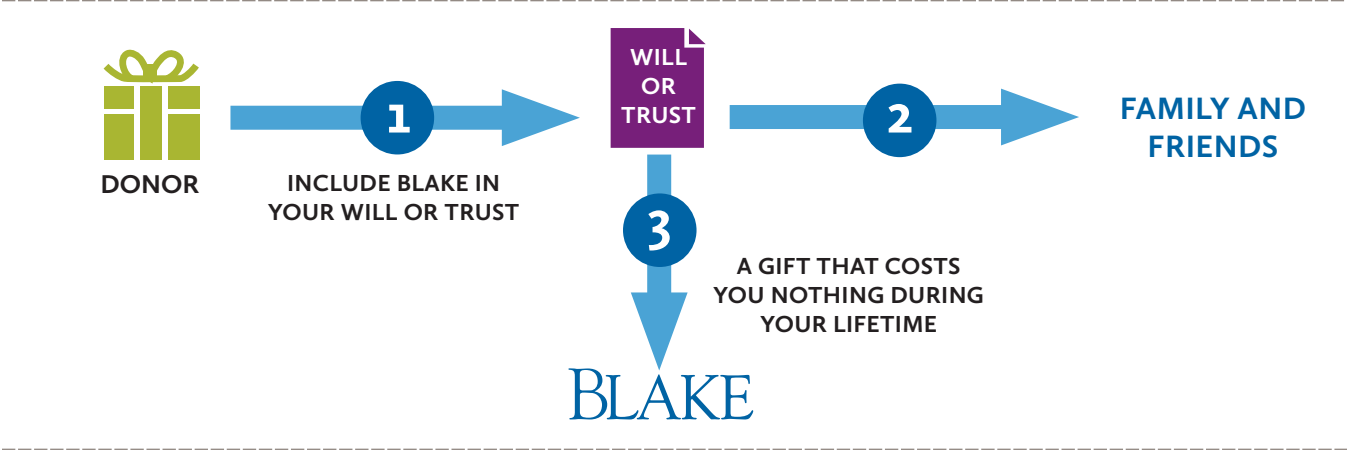 DONOR
1
INCLUDE BLAKE IN
YOUR WILL OR TRUST
WILL
OR
TRUST
2
FAMILY AND
FRIENDS
3
A GIFT THAT COSTS
YOU NOTHING DURING
YOUR LIFETIME
BLAKE